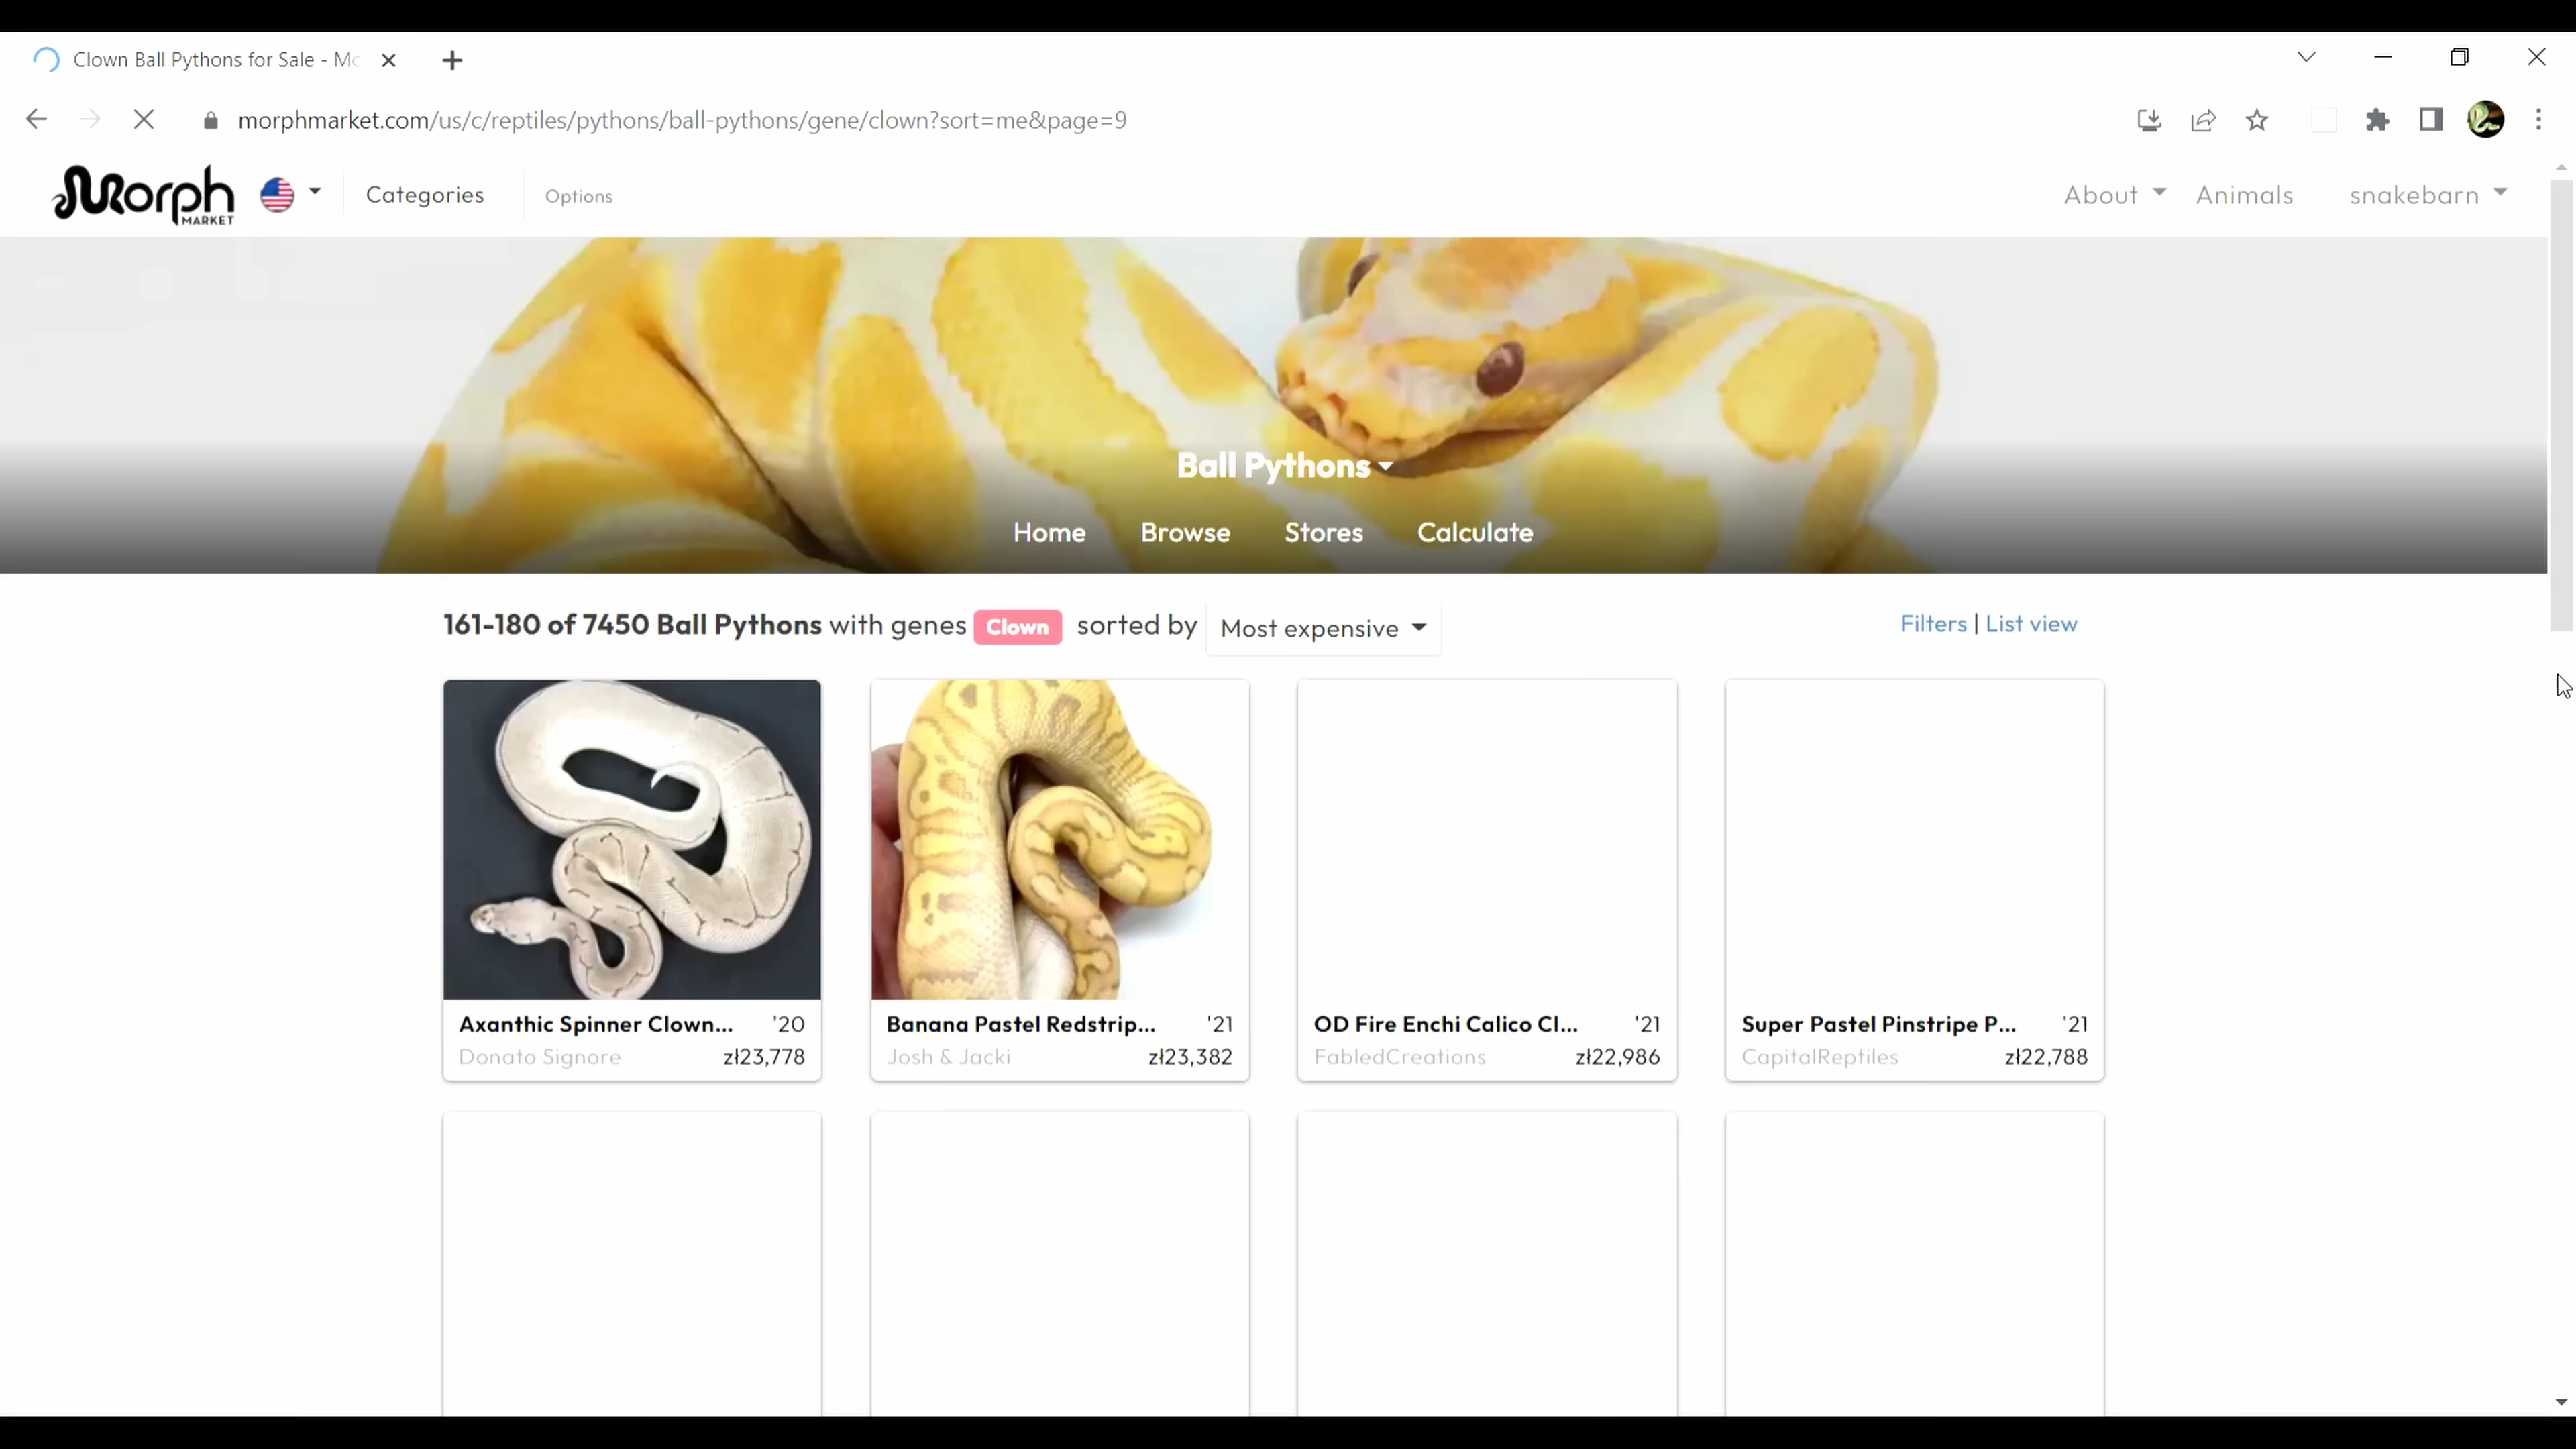 Clown Ball Pythons for Sale - Mo
morphmarket.com/us/c/reptiles/pythons/ball-pythons/gene/clown?sort=me&page=9
Morph MARKET
Categories
Options
About
Animals
snakebarn
Ball Pythons
Home Browse Stores Calculate
161-180 of 7450 Ball Pythons with genes Clown sorted by Most expensive
Filters | List view
Axanthic Spinner Clown... '20
Donato Signore zł23,778
Banana Pastel Redstrip... '21
Josh & Jacki zł23,382
OD Fire Enchi Calico Cl... '21
FabledCreations zł22,986
Super Pastel Pinstripe P... '21
CapitalReptiles zł22,788